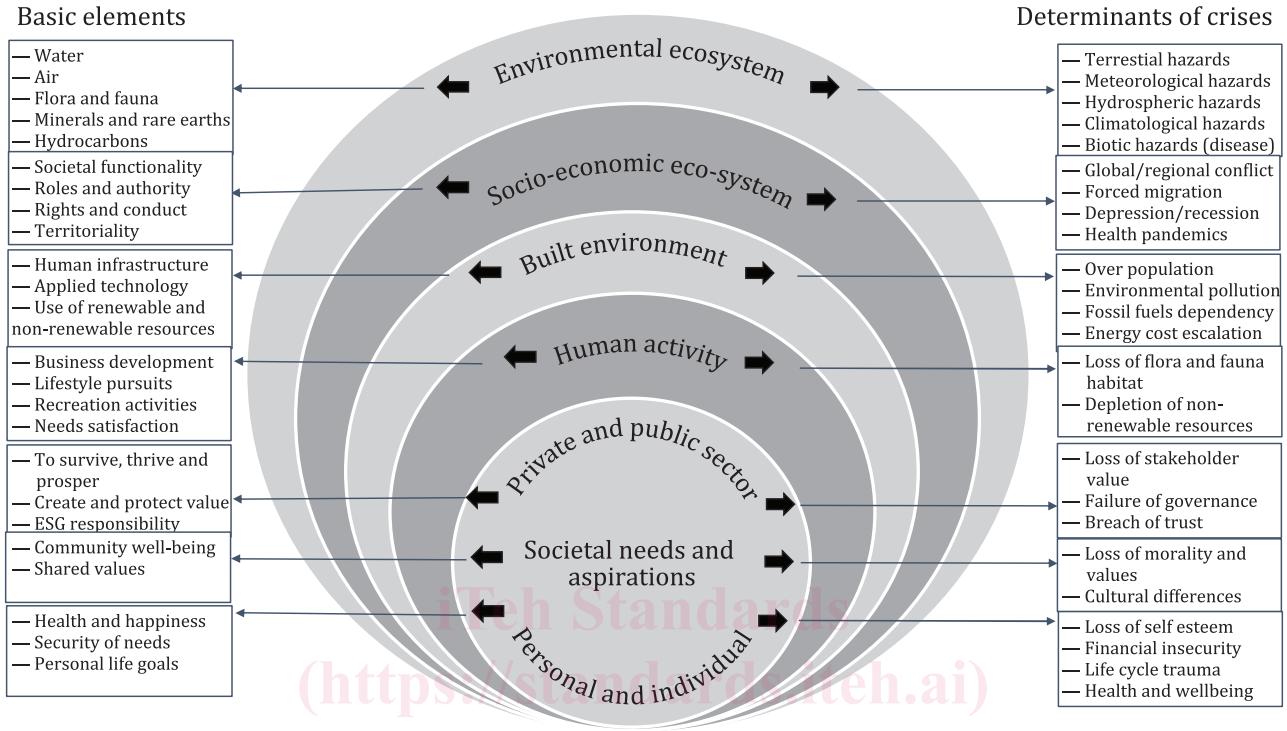 Basic elements
— Water
— Air
— Flora and fauna
— Minerals and rare earths
— Hydrocarbons
— Societal functionality
— Roles and authority
— Rights and conduct
— Territoriality
— Human infrastructure
— Applied technology
— Use of renewable and
non-renewable resources
— Business development
— Lifestyle pursuits
— Recreation activities
— Needs satisfaction
— To survive, thrive and
prosper
— Create and protect value
— ESG responsibility
— Community well-being
— Shared values
— Health and happiness
— Security of needs
— Personal life goals
Environmental ecosystem
Socio-economic eco-system
Built environment
Human activity
Private and public sector
Societal needs and
aspirations
Personal and individual
iTeh Standards
(https://standards.iteh.ai)
Determinants of crises
— Terrestial hazards
— Meteorological hazards
— Hydrospheric hazards
— Climatological hazards
— Biotic hazards (disease)
— Global/regional conflict
— Forced migration
— Depression/recession
— Health pandemics
— Over population
— Environmental pollution
— Fossil fuels dependency
— Energy cost escalation
— Loss of flora and fauna
habitat
— Depletion of non-
renewable resources
— Loss of stakeholder
value
— Failure of governance
— Breach of trust
— Loss of morality and
values
— Cultural differences
— Loss of self esteem
— Financial insecurity
— Life cycle trauma
— Health and wellbeing